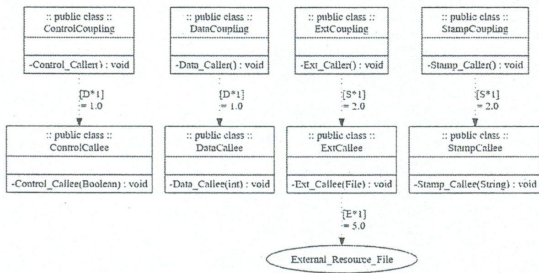 :: public class ::
ControlCoupling
-Control_Caller() : void
:: public class ::
DataCoupling
-Data_Caller() : void
:: public class ::
ExtCoupling
-Ext_Caller() : void
:: public class ::
StampCoupling
-Stamp_Caller() : void
[D*1]
= 1.0
[D*1]
= 1.0
[S*1]
= 2.0
[S*1]
= 2.0
:: public class ::
ControlCallee
-Control_Callee(Boolean) : void
:: public class ::
DataCallee
-Data_Callee(int) : void
:: public class ::
ExtCallee
-Ext_Callee(File) : void
:: public class ::
StampCallee
-Stamp_Callee(String) : void
[E*1]
= 5.0
External_Resource_File